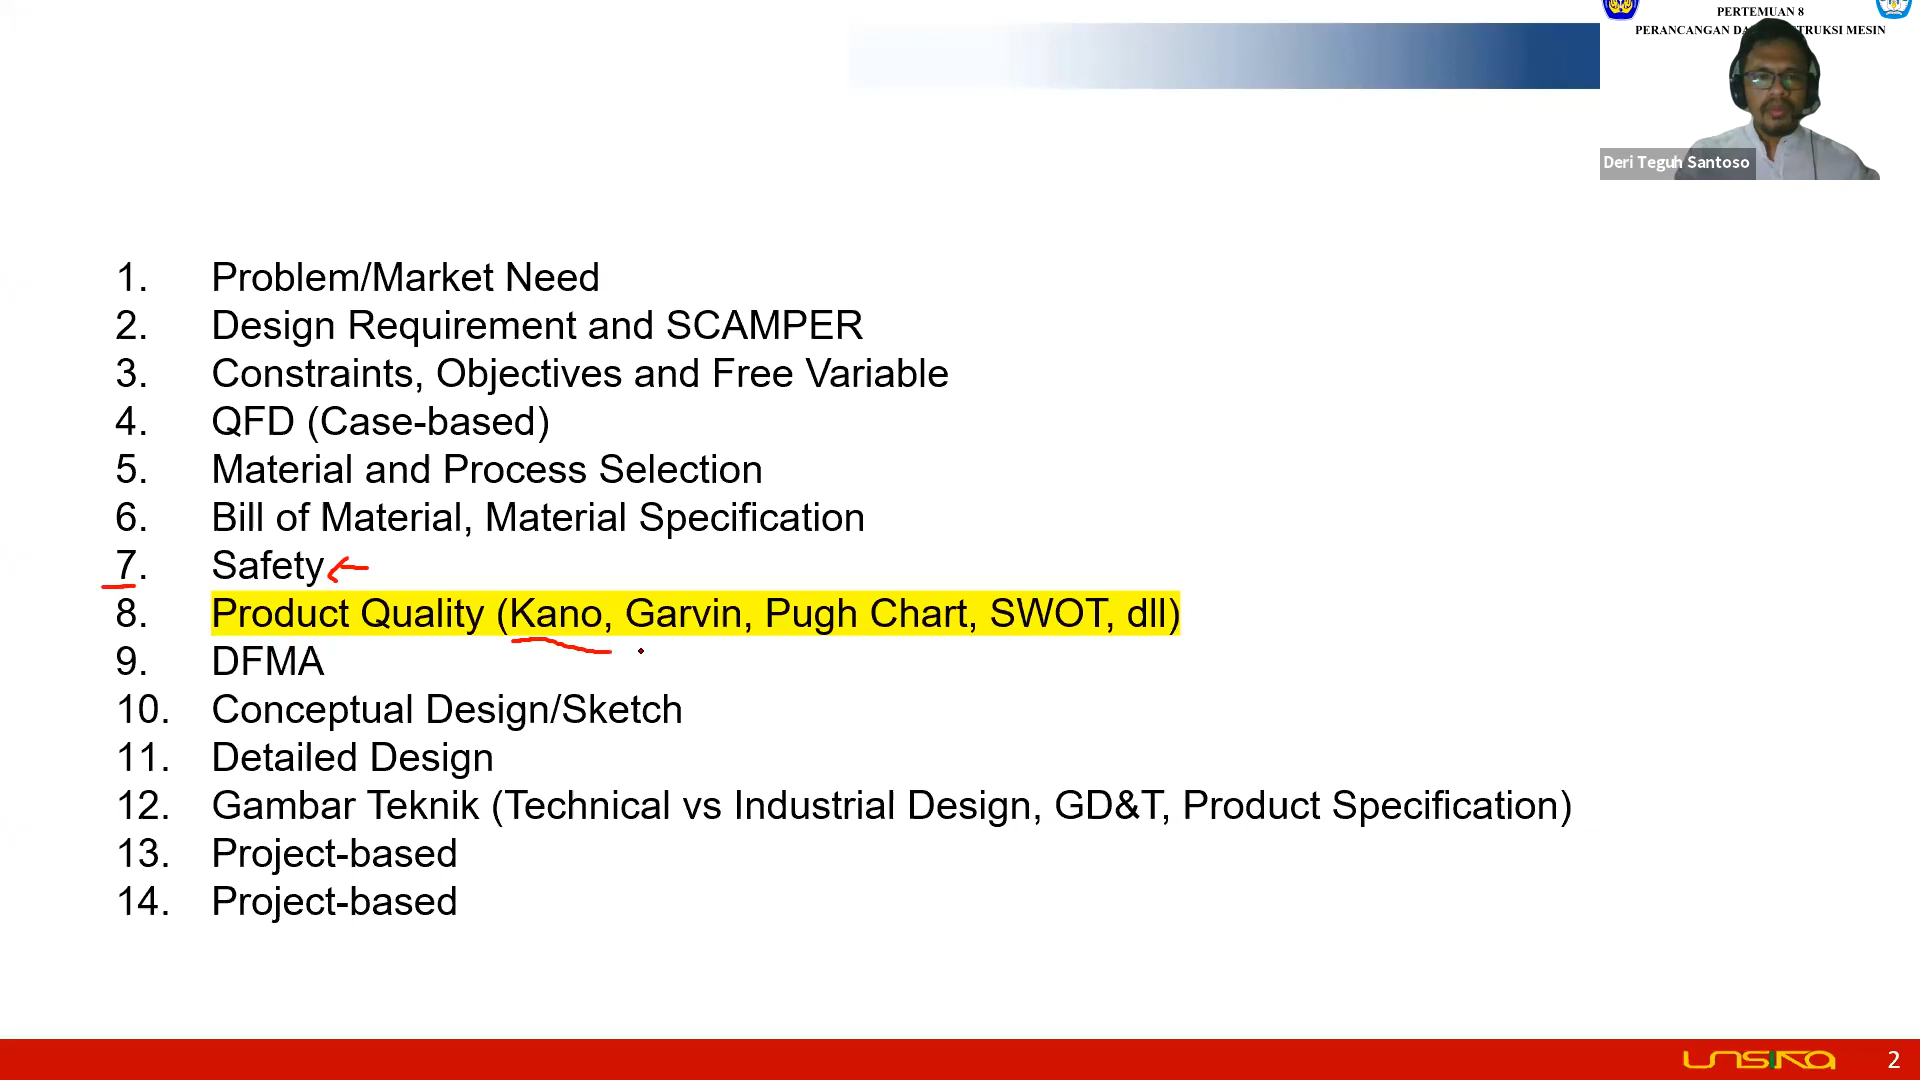 PERTEMUAN 8
PERANCANGAN DA TRUKSI MESIN
Deri Teguh Santoso
1. Problem/Market Need
2. Design Requirement and SCAMPER
3. Constraints, Objectives and Free Variable
4. QFD (Case-based)
5. Material and Process Selection
6. Bill of Material, Material Specification
7. Safety
8. Product Quality (Kano, Garvin, Pugh Chart, SWOT, dll)
9. DFMA
10. Conceptual Design/Sketch
11. Detailed Design
12. Gambar Teknik (Technical vs Industrial Design, GD&T, Product Specification)
13. Project-based
14. Project-based
UNSIKA
2